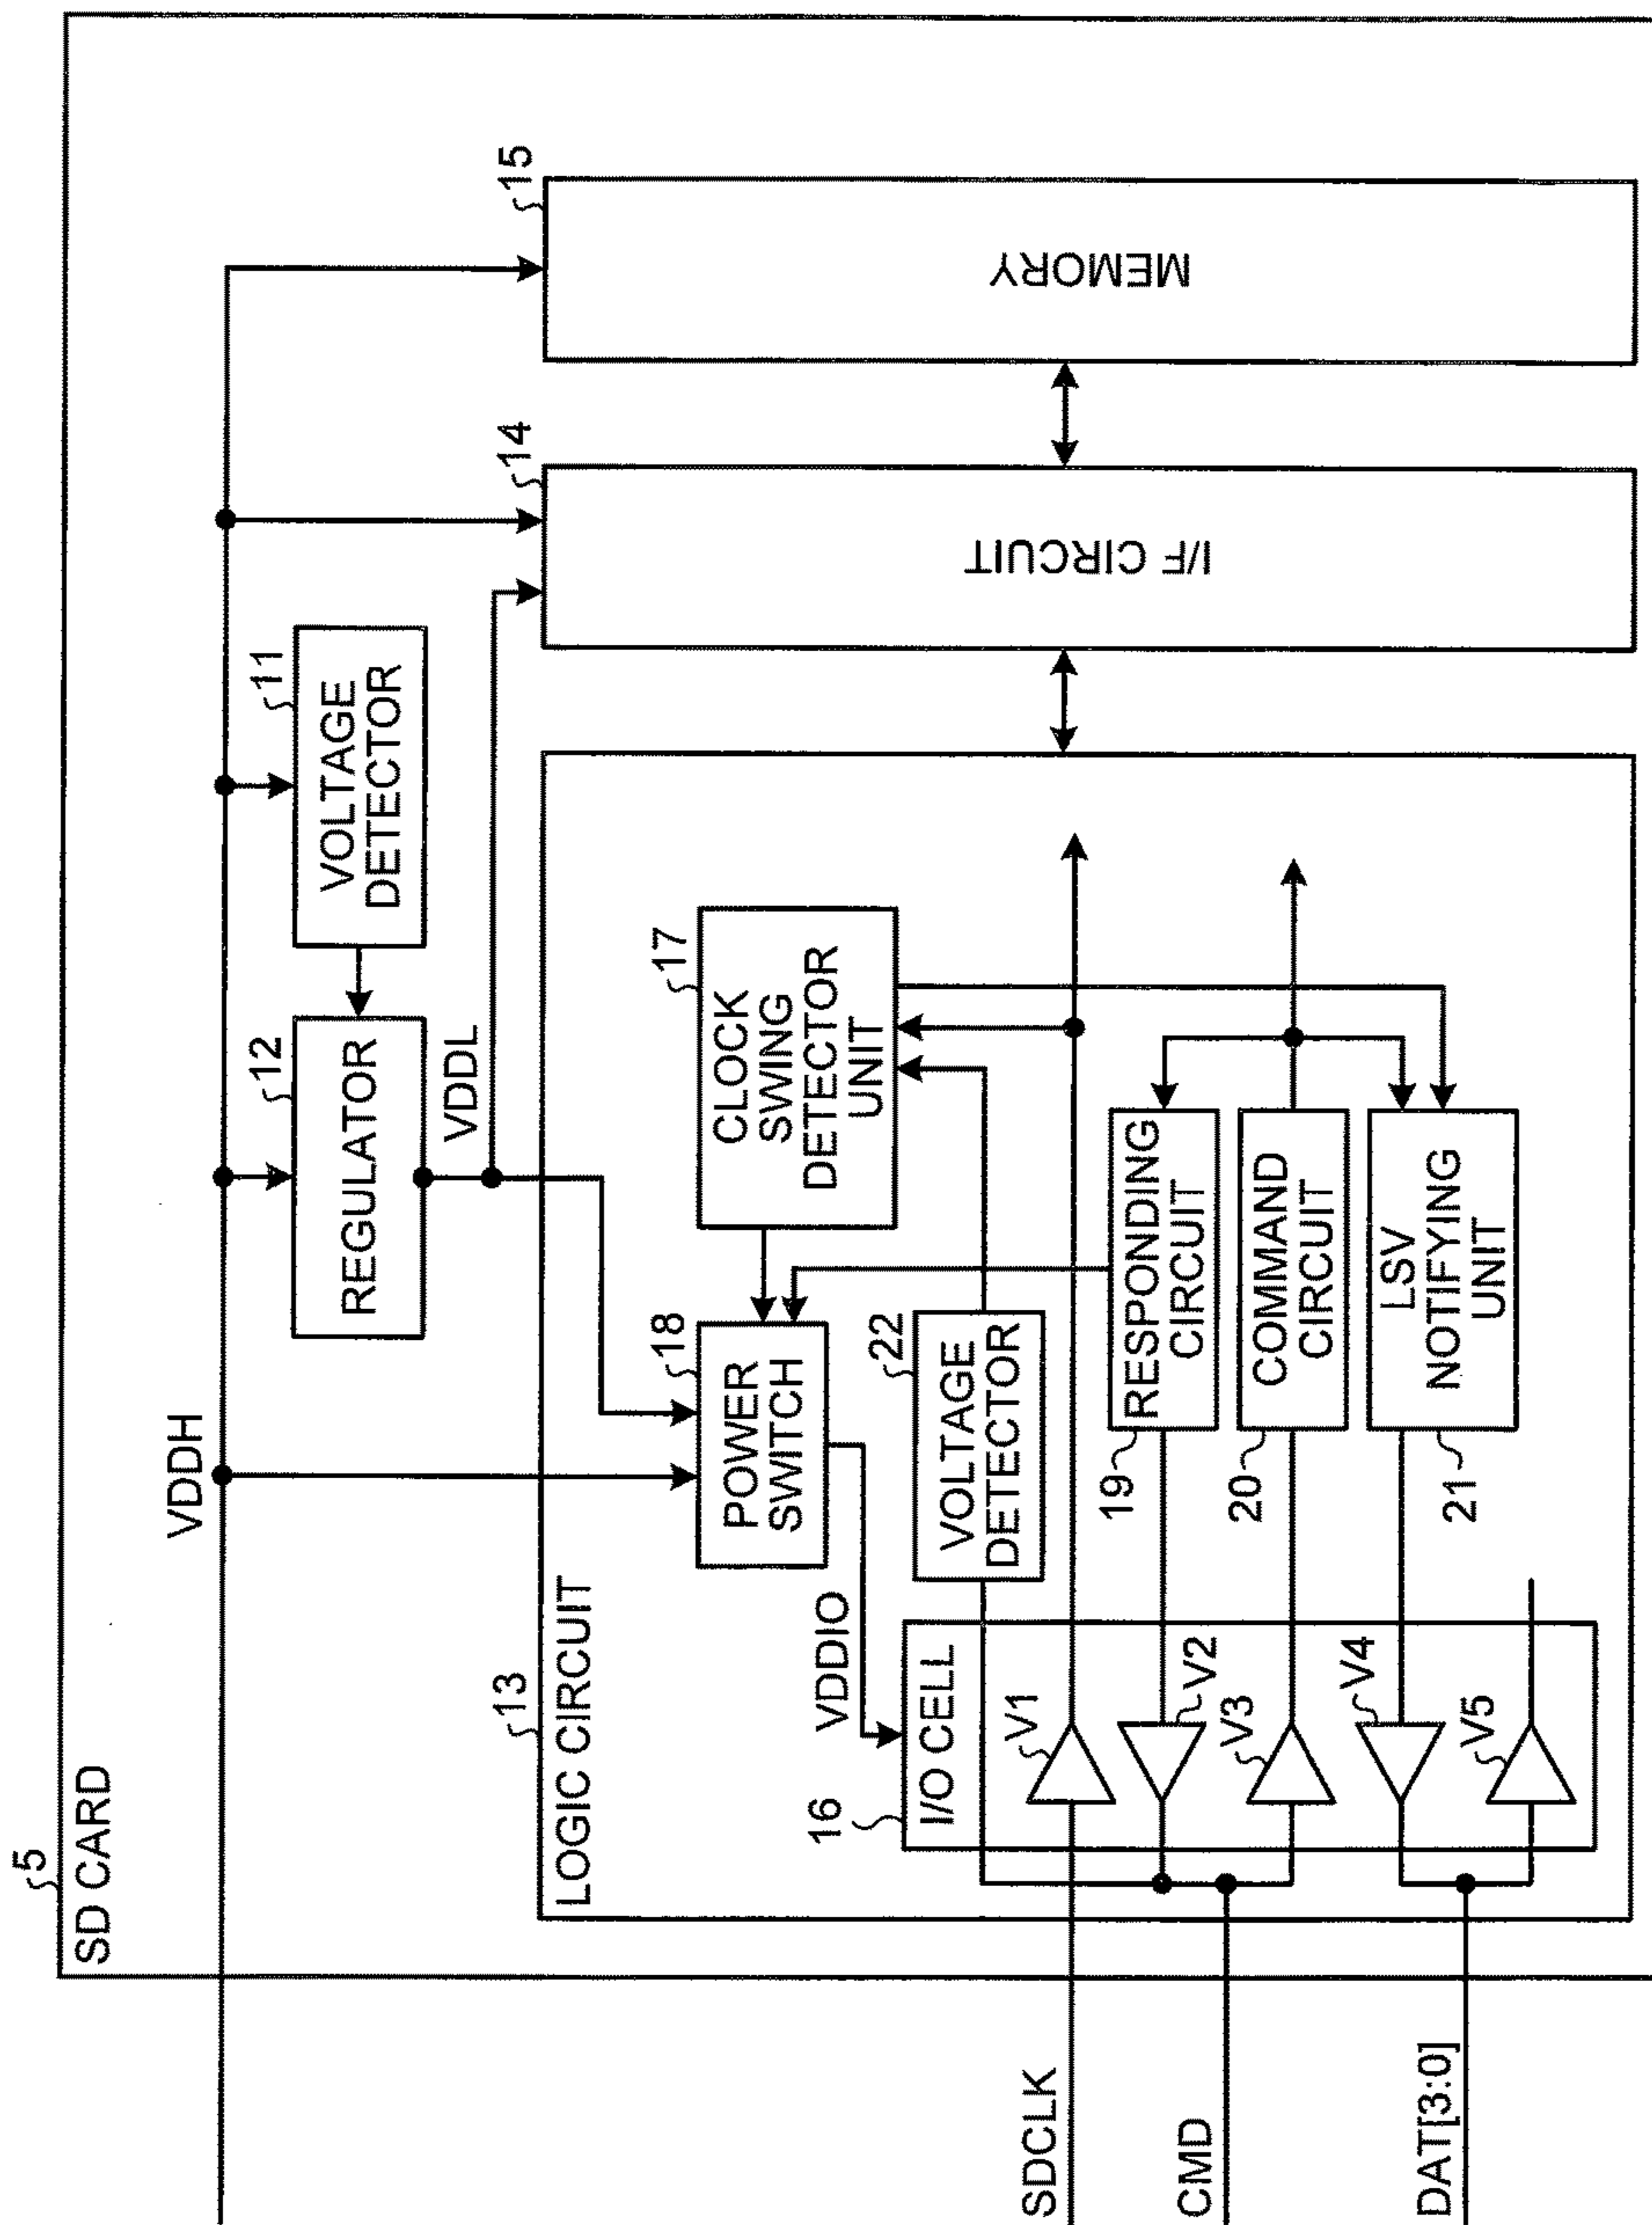 5
SD CARD
VDDH
12
REGULATOR
11
VOLTAGE
DETECTOR
VDDL
14
I/F CIRCUIT
15
MEMORY
13
LOGIC CIRCUIT
18
POWER
SWITCH
17
CLOCK
SWING
DETECTOR
UNIT
VDDIO
22
VOLTAGE
DETECTOR
16
I/O CELL
V1
V2
V3
V4
V5
19
RESPONDING
CIRCUIT
20
COMMAND
CIRCUIT
21
LSV
NOTIFYING
UNIT
SDCLK
CMD
DAT[3:0]